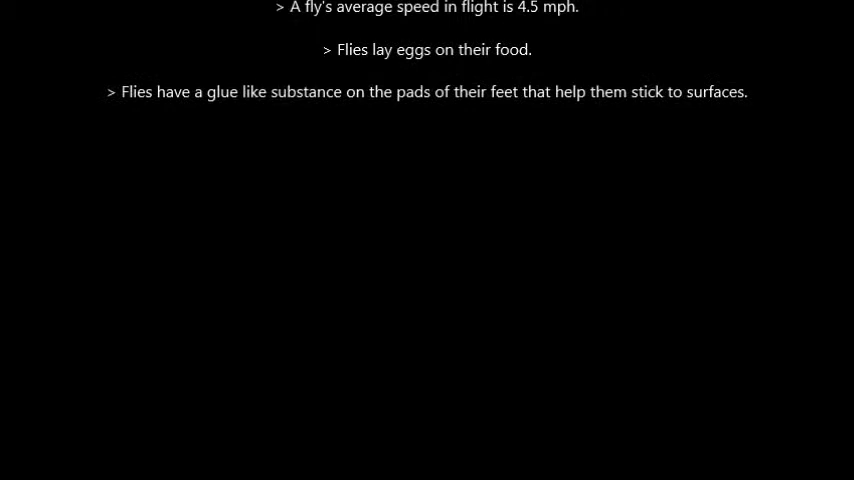 > A fly's average speed in flight is 4.5 mph.
> Flies lay eggs on their food.
> Flies have a glue like substance on the pads of their feet that help them stick to surfaces.